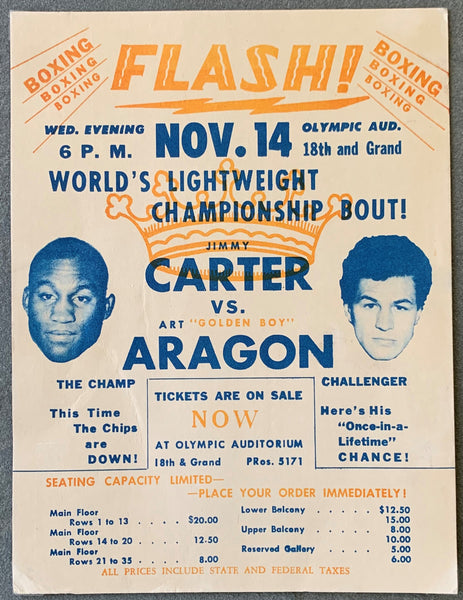 BOXING
BOXING
BOXING
FLASH!
BOXING
BOXING
BOXING
WED. EVENING
6 P. M.
NOV. 14
OLYMPIC AUD.
18th and Grand
WORLD'S LIGHTWEIGHT
CHAMPIONSHIP BOUT!
JIMMY
CARTER
VS.
ART "GOLDEN BOY"
ARAGON
THE CHAMP
This Time
The Chips
are
DOWN!
CHALLENGER
Here's His
"Once-in-a-
Lifetime"
CHANCE!
TICKETS ARE ON SALE
NOW
AT OLYMPIC AUDITORIUM
18th & Grand PRos. 5171
SEATING CAPACITY LIMITED—
—PLACE YOUR ORDER IMMEDIATELY!
Main Floor
Rows 1 to 13 . . . . . $20.00
Main Floor
Rows 14 to 20 . . . . 12.50
Main Floor
Rows 21 to 35 . . . . 8.00
Lower Balcony . . . . $12.50
15.00
Upper Balcony . . . . 8.00
10.00
Reserved Gallery . . . . 5.00
6.00
ALL PRICES INCLUDE STATE AND FEDERAL TAXES